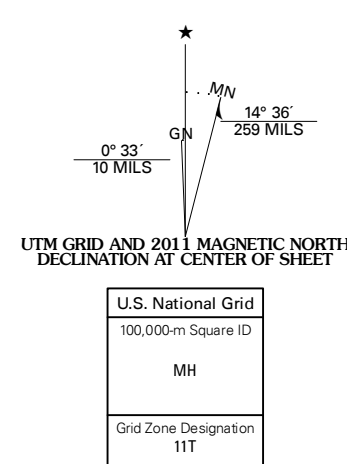 ★
MN
GN
14° 36´
259 MILS
0° 33´
10 MILS
UTM GRID AND 2011 MAGNETIC NORTH
DECLINATION AT CENTER OF SHEET
U.S. National Grid
100,000-m Square ID
MH
Grid Zone Designation
11T